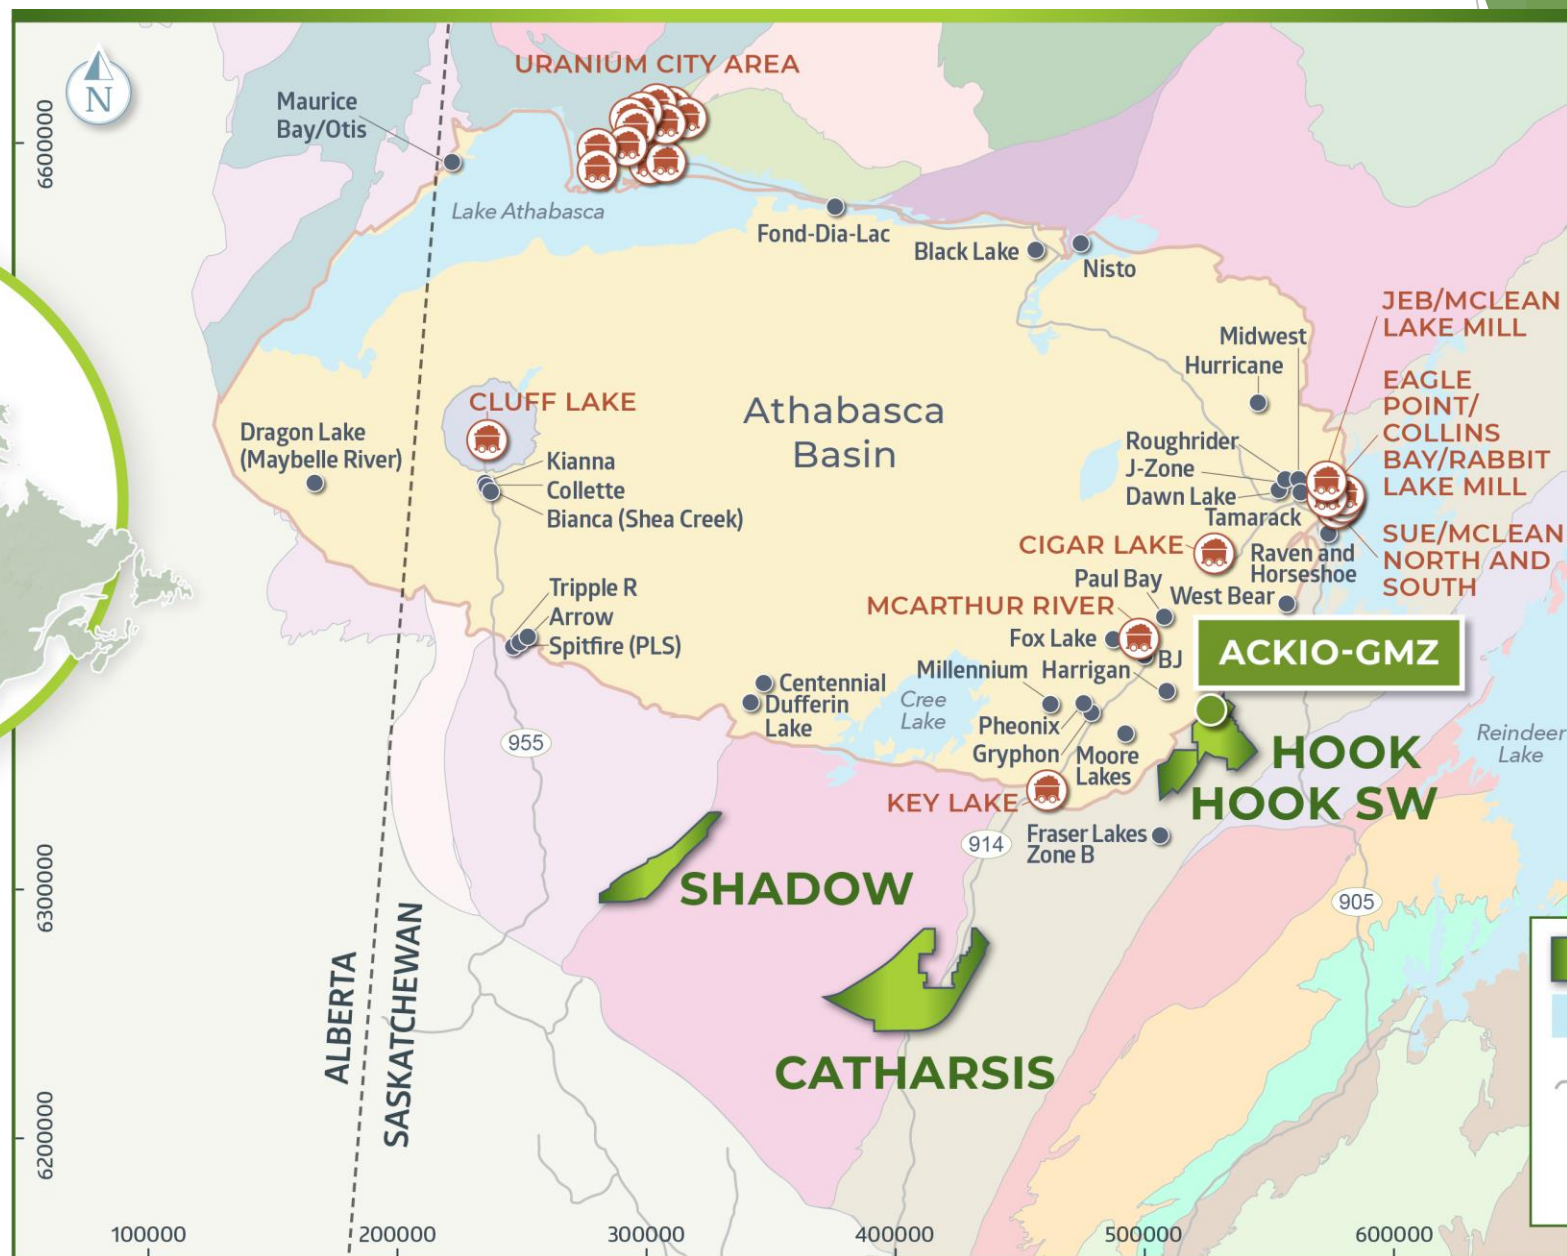 URANIUM CITY AREA
N
Maurice
Bay/Otis
6600000
Lake Athabasca
Fond-Dia-Lac
Black Lake
Nisto
JEB/MCLEAN
LAKE MILL
Midwest
Hurricane
EAGLE
POINT/
COLLINS
BAY/RABBIT
LAKE MILL
CLUFF LAKE
Athabasca
Basin
Dragon Lake
(Maybelle River)
Kianna
Collette
Bianca (Shea Creek)
Roughrider
J-Zone
Dawn Lake
Tamarack
SUE/MCLEAN
NORTH AND
SOUTH
CIGAR LAKE
Raven and
Horseshoe
Paul Bay
West Bear
Tripple R
Arrow
Spitfire (PLS)
MCARTHUR RIVER
Fox Lake
BJ
ACKIO-GMZ
Millennium
Harrigan
Centennial
Dufferin
Lake
Cree
Lake
Pheonix
Gryphon
Moore
Lakes
955
HOOK
HOOK SW
Reindeer
Lake
KEY LAKE
914
Fraser Lakes
Zone B
6300000
SHADOW
905
ALBERTA
SASKATCHEWAN
CATHARSIS
6200000
100000
200000
300000
400000
500000
600000